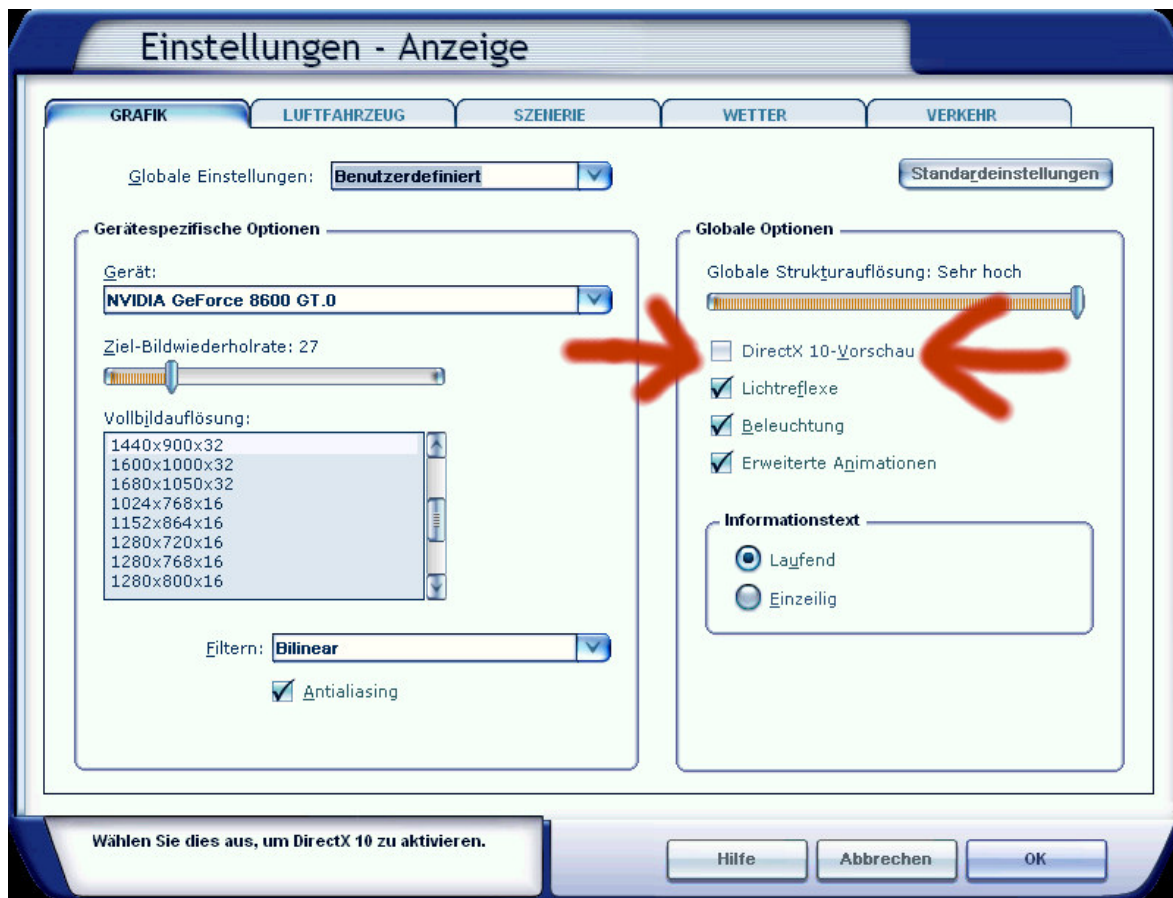 Einstellungen - Anzeige
GRAFIK
LUFTFAHRZEUG
SZENERIE
WETTER
VERKEHR
Globale Einstellungen: Benutzerdefiniert
Standardeinstellungen
Gerätespezifische Optionen
Gerät:
NVIDIA GeForce 8600 GT.0
Ziel-Bildwiederholrate: 27
Vollbildauflösung:
1440x900x32
1600x1000x32
1680x1050x32
1024x768x16
1152x864x16
1280x720x16
1280x768x16
1280x800x16
Filtern: Bilinear
Antialiasing
Globale Optionen
Globale Strukturauflösung: Sehr hoch
DirectX 10-Vorschau
Lichtreflexe
Beleuchtung
Erweiterte Animationen
Informationstext
Laufend
Einzeilig
Wählen Sie dies aus, um DirectX 10 zu aktivieren.
Hilfe
Abbrechen
OK